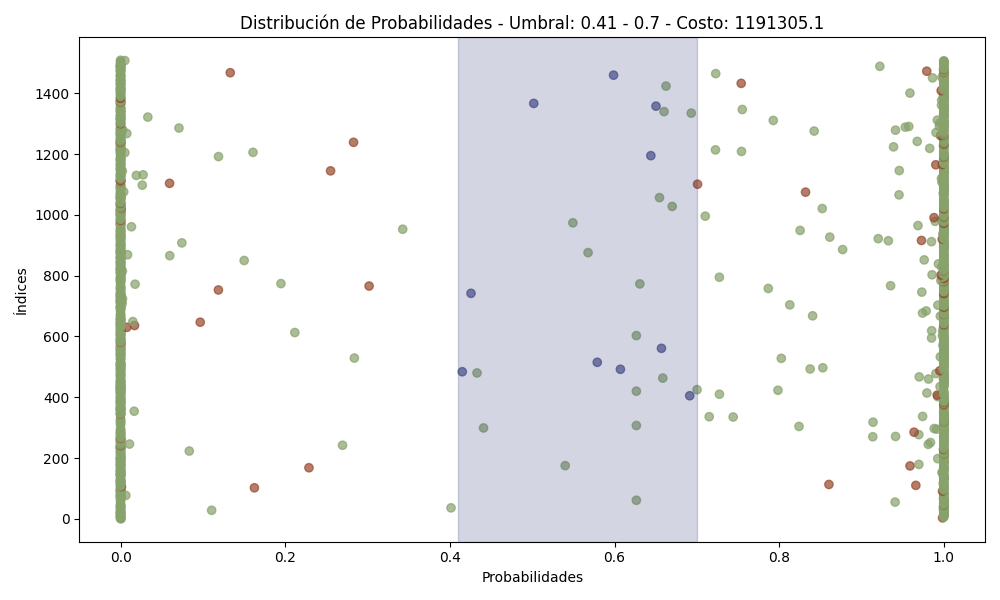 Distribución de Probabilidades - Umbral: 0.41 - 0.7 - Costo: 1191305.1
Índices
1400
1200
1000
800
600
400
200
0
0.0 0.2 0.4 0.6 0.8 1.0
Probabilidades